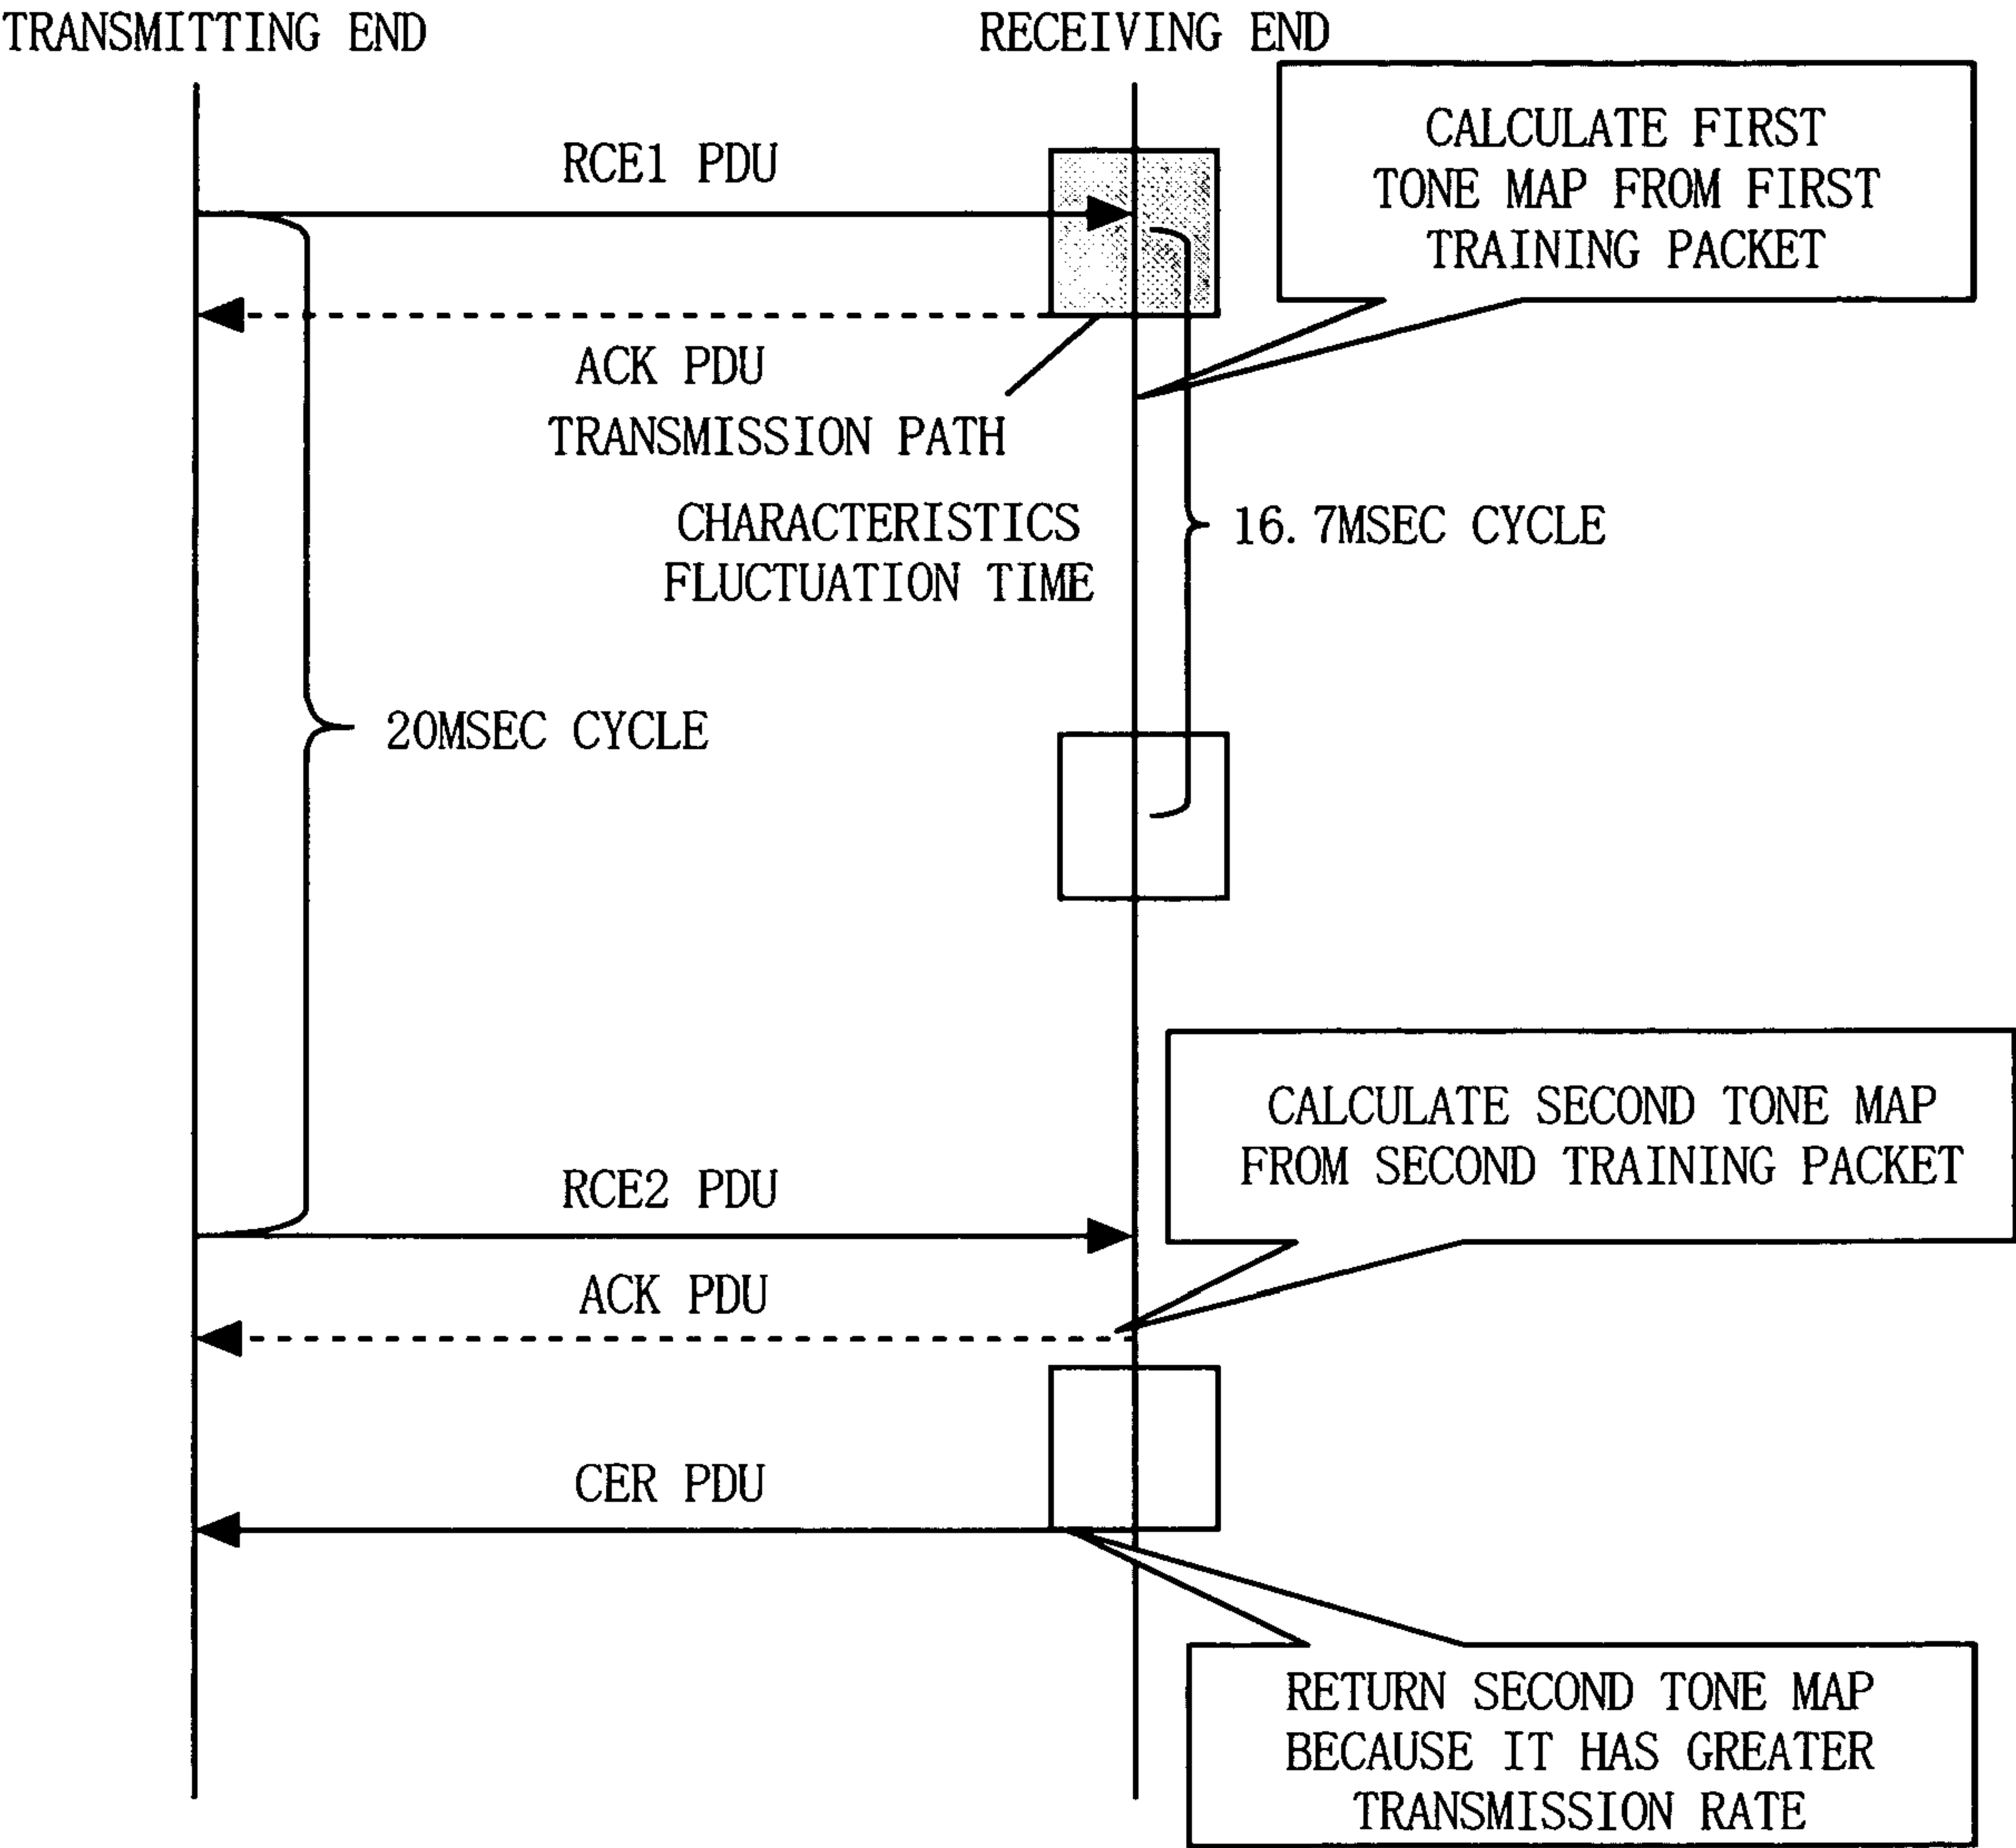 TRANSMITTING END
RECEIVING END
CALCULATE FIRST
TONE MAP FROM FIRST
TRAINING PACKET
RCE1 PDU
ACK PDU
TRANSMISSION PATH
CHARACTERISTICS
FLUCTUATION TIME
16.7MSEC CYCLE
20MSEC CYCLE
CALCULATE SECOND TONE MAP
FROM SECOND TRAINING PACKET
RCE2 PDU
ACK PDU
CER PDU
RETURN SECOND TONE MAP
BECAUSE IT HAS GREATER
TRANSMISSION RATE